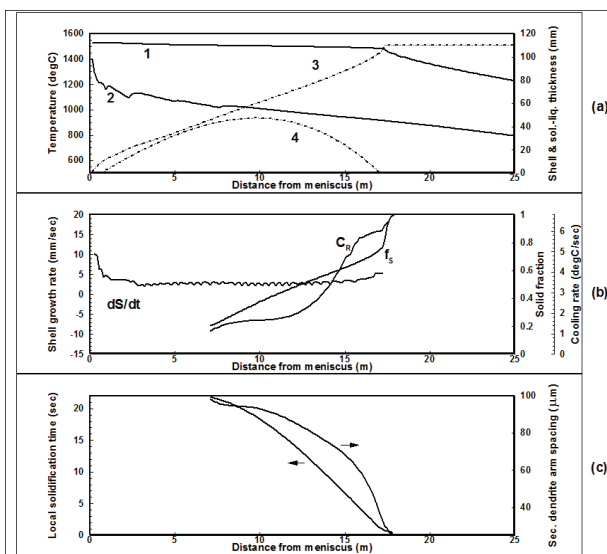 1600
1400
1200
1000
800
600
Temperature (degC)
1
2
3
4
120
100
80
60
40
20
0
Shell & sol.-liq. thickness (mm)
(a)
0 5 10 15 20 25
Distance from meniscus (m)
20
15
10
5
0
-5
-10
-15
Shell growth rate (mm/sec)
dS/dt
CR
fS
1
0.8
0.6
0.4
0.2
Solid fraction
6
5
4
3
2
1
0
Cooling rate (degC/sec)
(b)
0 5 10 15 20 25
Distance from meniscus (m)
20
15
10
5
0
Local solidification time (sec)
100
80
60
40
Sec. dendrite arm spacing (μm)
(c)
0 5 10 15 20 25
Distance from meniscus (m)